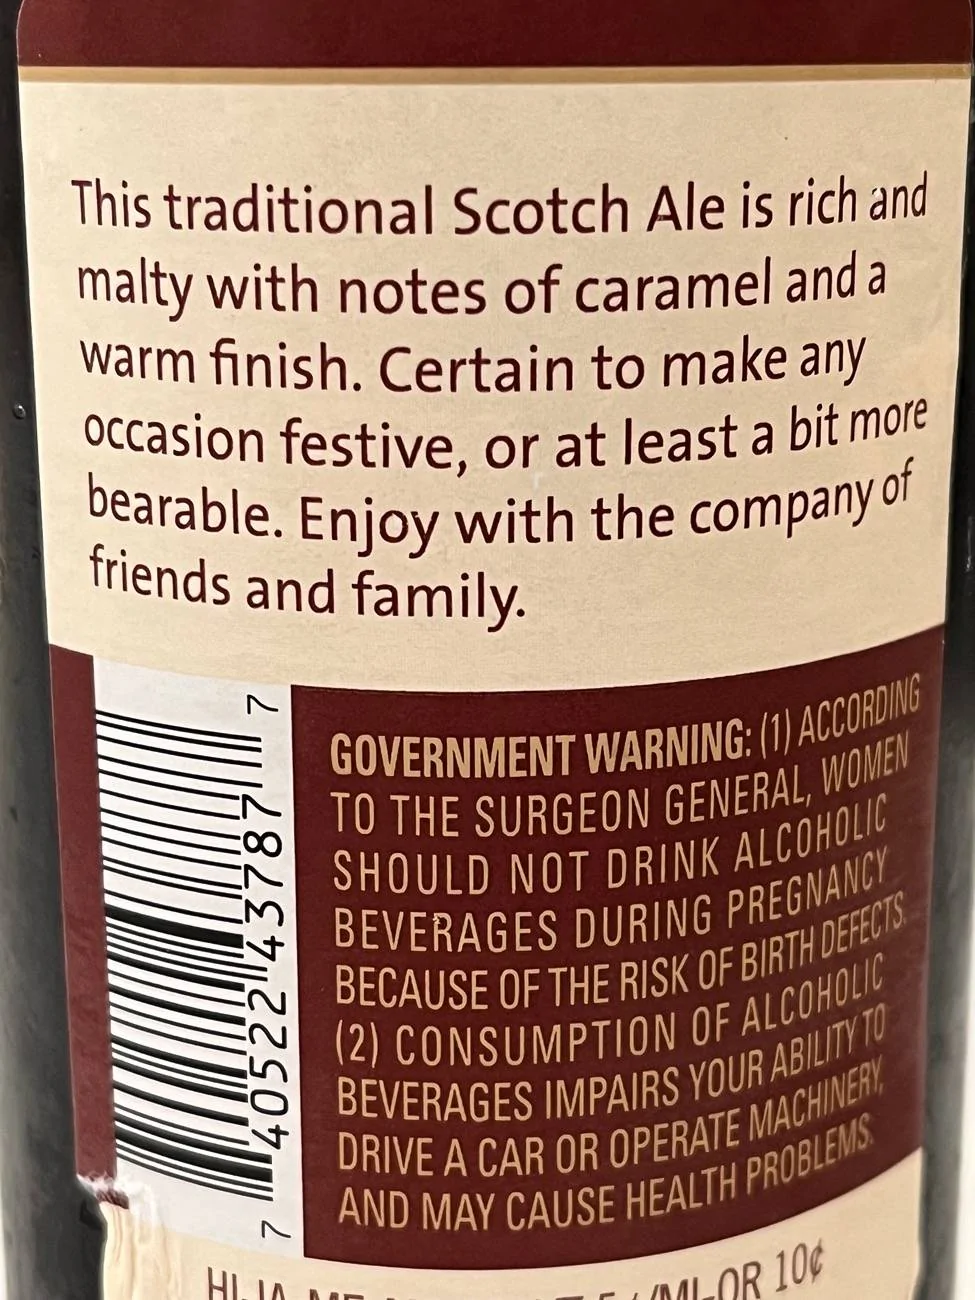 This traditional Scotch Ale is rich and
malty with notes of caramel and a
warm finish. Certain to make any
occasion festive, or at least a bit more
bearable. Enjoy with the company of
friends and family.
7 40522 43787 7
GOVERNMENT WARNING: (1) ACCORDING
TO THE SURGEON GENERAL, WOMEN
SHOULD NOT DRINK ALCOHOLIC
BEVERAGES DURING PREGNANCY
BECAUSE OF THE RISK OF BIRTH DEFECTS.
(2) CONSUMPTION OF ALCOHOLIC
BEVERAGES IMPAIRS YOUR ABILITY TO
DRIVE A CAR OR OPERATE MACHINERY,
AND MAY CAUSE HEALTH PROBLEMS.
MI-OR 10¢